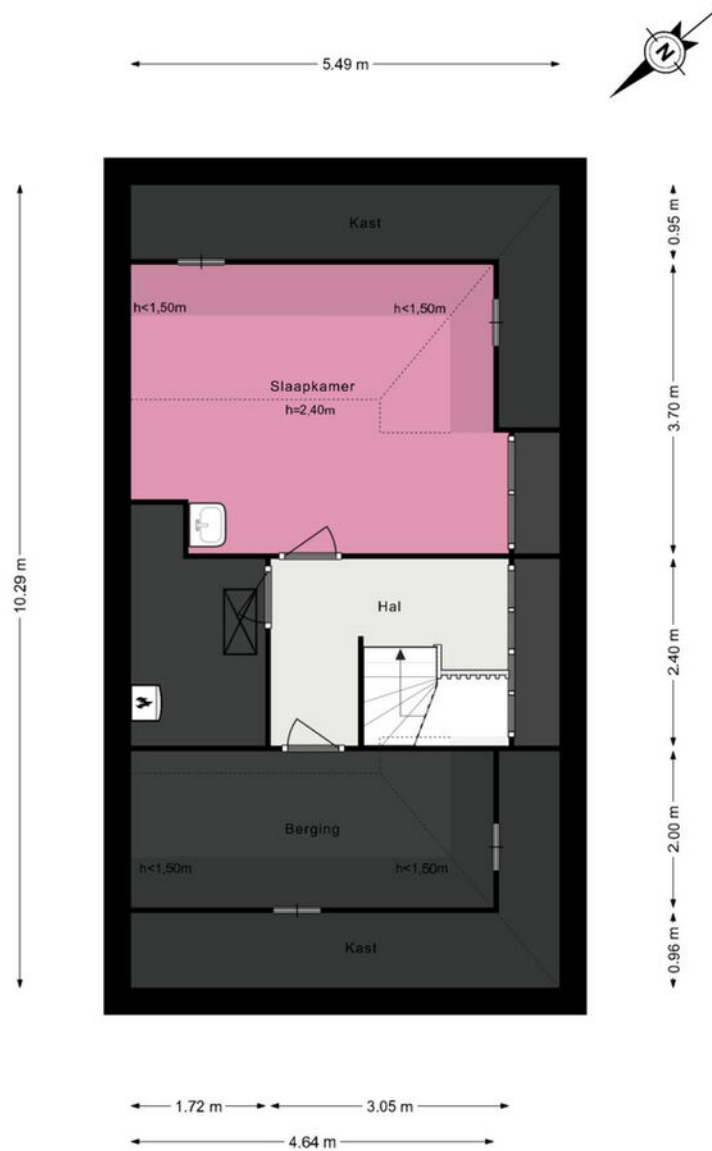 N
5.49 m
Kast
0.95 m
h<1,50m
h<1,50m
Slaapkamer
h=2,40m
3.70 m
10.29 m
Hal
2.40 m
Berging
2.00 m
h<1,50m
h<1,50m
Kast
0.96 m
1.72 m
3.05 m
4.64 m